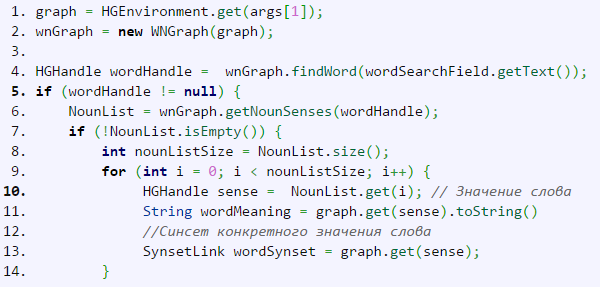 1. graph = HGEnvironment.get(args[1]);
2. wnGraph = new WNGraph(graph);
3.
4. HGHandle wordHandle =  wnGraph.findWord(wordSearchField.getText());
5. if (wordHandle != null) {
6.     NounList = wnGraph.getNounSenses(wordHandle);
7.     if (!NounList.isEmpty()) {
8.         int nounListSize = NounList.size();
9.         for (int i = 0; i < nounListSize; i++) {
10.             HGHandle sense =  NounList.get(i); // Значение слова
11.             String wordMeaning = graph.get(sense).toString()
12.             //Синсет конкретного значения слова
13.             SynsetLink wordSynset = graph.get(sense);
14.         }